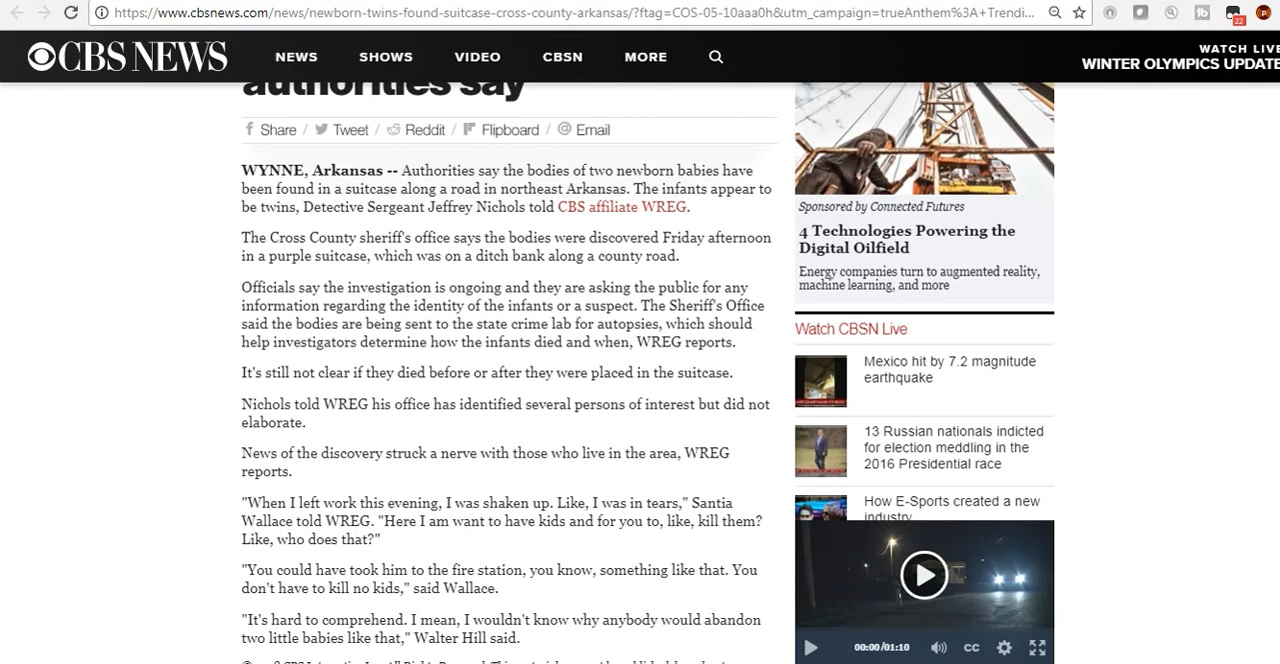 https://www.cbsnews.com/news/newborn-twins-found-suitcase-cross-county-arkansas/?ftag=COS-05-10aaa0h&utm_campaign=trueAnthem%3A+Trendi...
22
CBS NEWS
NEWS
SHOWS
VIDEO
CBSN
MORE
WATCH LIVE
WINTER OLYMPICS UPDATE
authorities say
Share / Tweet / Reddit / Flipboard / Email
WYNNE, Arkansas -- Authorities say the bodies of two newborn babies have
been found in a suitcase along a road in northeast Arkansas. The infants appear to
be twins, Detective Sergeant Jeffrey Nichols told CBS affiliate WREG.
The Cross County sheriff's office says the bodies were discovered Friday afternoon
in a purple suitcase, which was on a ditch bank along a county road.
Officials say the investigation is ongoing and they are asking the public for any
information regarding the identity of the infants or a suspect. The Sheriff's Office
said the bodies are being sent to the state crime lab for autopsies, which should
help investigators determine how the infants died and when, WREG reports.
It's still not clear if they died before or after they were placed in the suitcase.
Nichols told WREG his office has identified several persons of interest but did not
elaborate.
News of the discovery struck a nerve with those who live in the area, WREG
reports.
"When I left work this evening, I was shaken up. Like, I was in tears," Santia
Wallace told WREG. "Here I am want to have kids and for you to, like, kill them?
Like, who does that?"
"You could have took him to the fire station, you know, something like that. You
don't have to kill no kids," said Wallace.
"It's hard to comprehend. I mean, I wouldn't know why anybody would abandon
two little babies like that," Walter Hill said.
Sponsored by Connected Futures
4 Technologies Powering the
Digital Oilfield
Energy companies turn to augmented reality,
machine learning, and more
Watch CBSN Live
Mexico hit by 7.2 magnitude
earthquake
13 Russian nationals indicted
for election meddling in the
2016 Presidential race
How E-Sports created a new
industry
00:00/01:10
CC